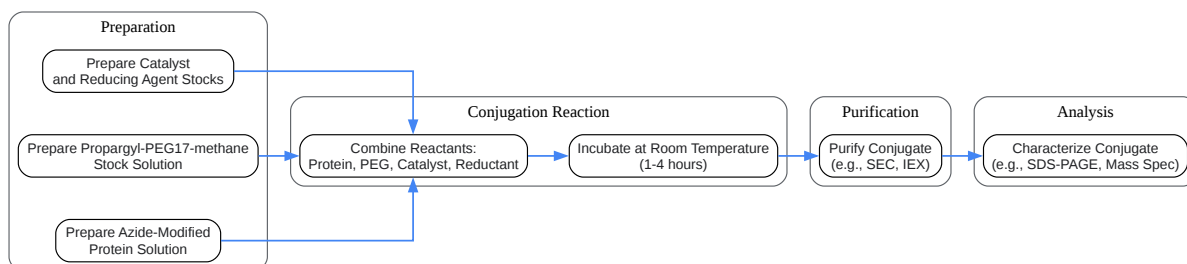 Preparation
Prepare Catalyst
and Reducing Agent Stocks
Prepare Propargyl-PEG17-methane
Stock Solution
Prepare Azide-Modified
Protein Solution
Conjugation Reaction
Combine Reactants:
Protein, PEG, Catalyst, Reductant
Incubate at Room Temperature
(1-4 hours)
Purification
Purify Conjugate
(e.g., SEC, IEX)
Analysis
Characterize Conjugate
(e.g., SDS-PAGE, Mass Spec)